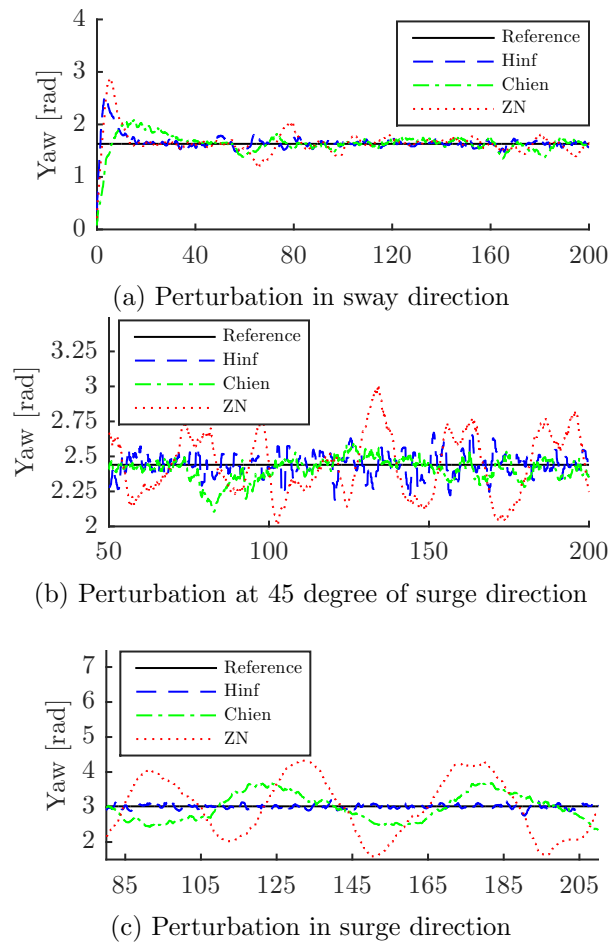 4
3
2
1
0
Yaw [rad]
Reference
Hinf
Chien
ZN
0 40 80 120 160 200
(a) Perturbation in sway direction
3.25
3
2.75
2.5
2.25
2
Yaw [rad]
Reference
Hinf
Chien
ZN
50 100 150 200
(b) Perturbation at 45 degree of surge direction
7
6
5
4
3
2
Yaw [rad]
Reference
Hinf
Chien
ZN
85 105 125 145 165 185 205
(c) Perturbation in surge direction